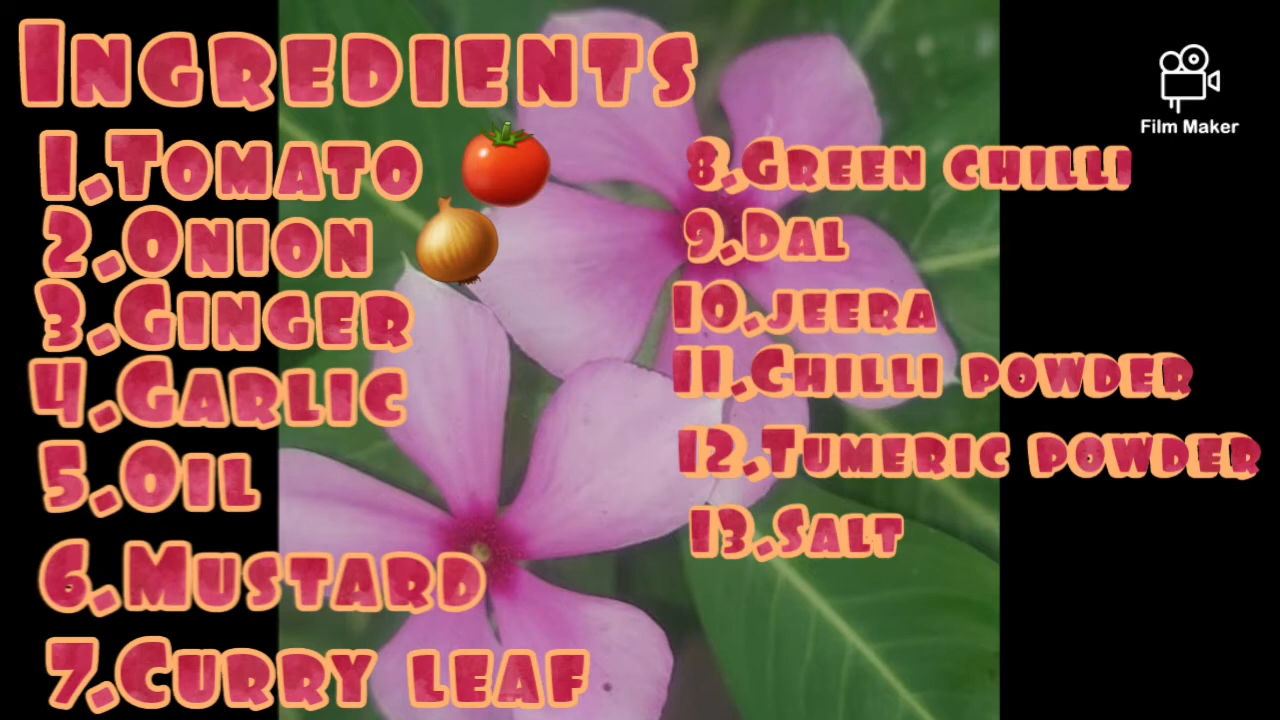 Ingredients
1.Tomato
2.Onion
3.Ginger
4.Garlic
5.Oil
6.Mustard
7.Curry leaf
8.Green chilli
9.Dal
10.jeera
11.Chilli powder
12.Tumeric powder
13.Salt
Film Maker